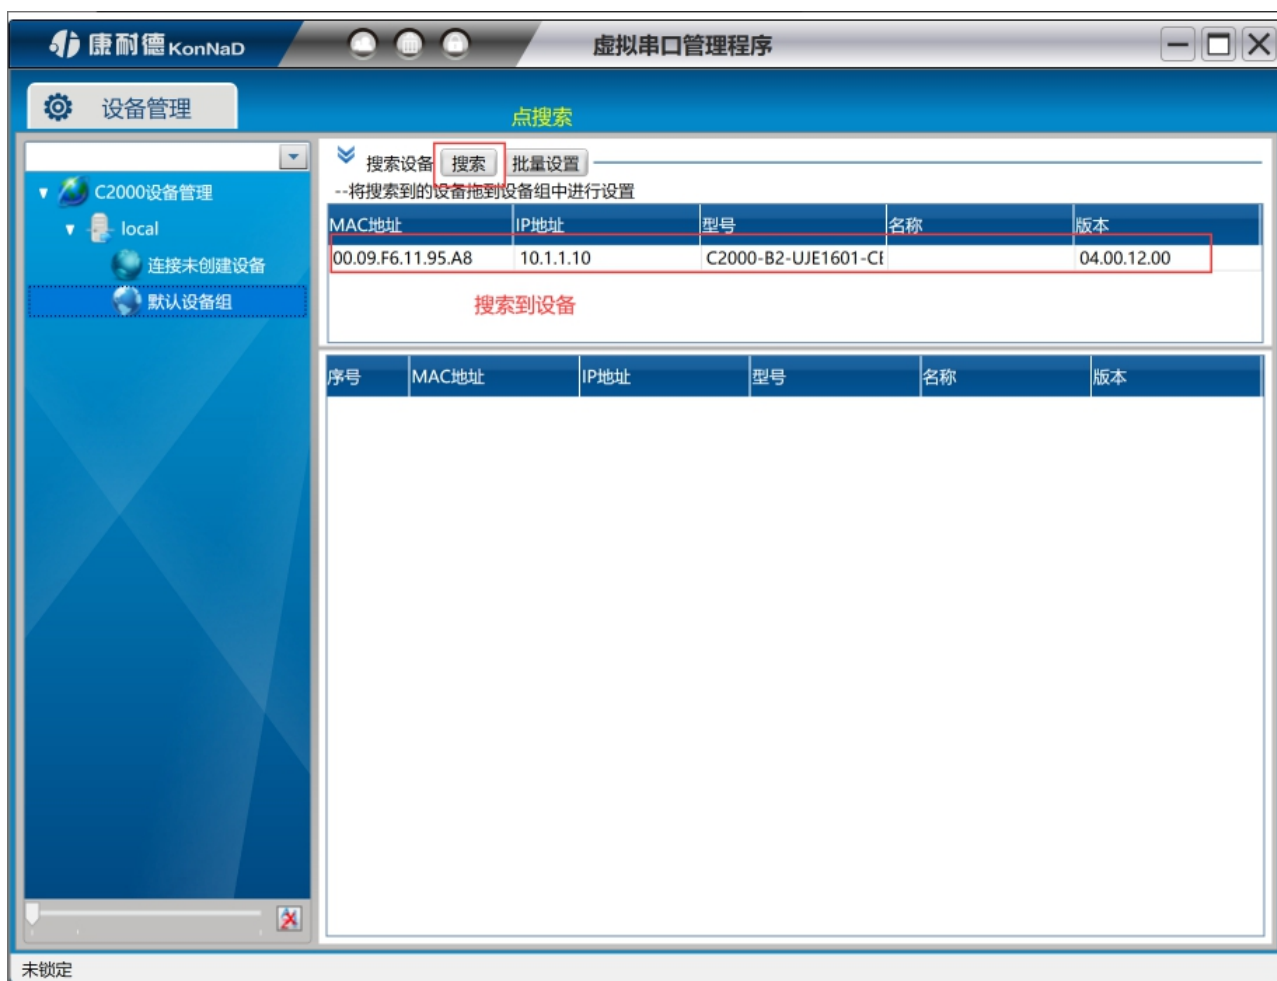 康耐德 KonNaD
虚拟串口管理程序
设备管理
点搜索
搜索设备 搜索 批量设置
--将搜索到的设备拖到设备组中进行设置
C2000设备管理
local
连接未创建设备
默认设备组
MAC地址 IP地址 型号 名称 版本
00.09.F6.11.95.A8 10.1.1.10 C2000-B2-UJE1601-CE 04.00.12.00
搜索到设备
序号 MAC地址 IP地址 型号 名称 版本
未锁定